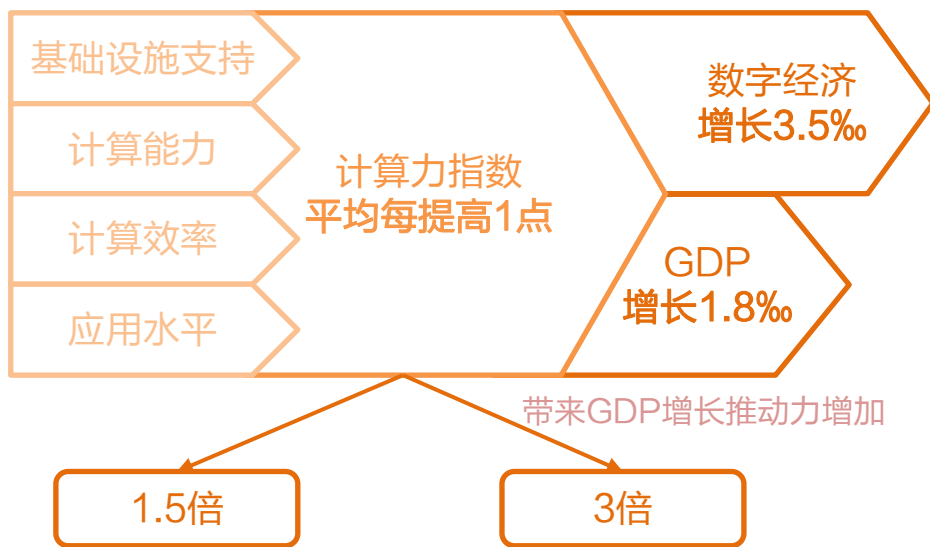 基础设施支持
计算能力
计算效率
应用水平
计算力指数
平均每提高1点
数字经济
增长3.5‰
GDP
增长1.8‰
带来GDP增长推动力增加
1.5倍
3倍